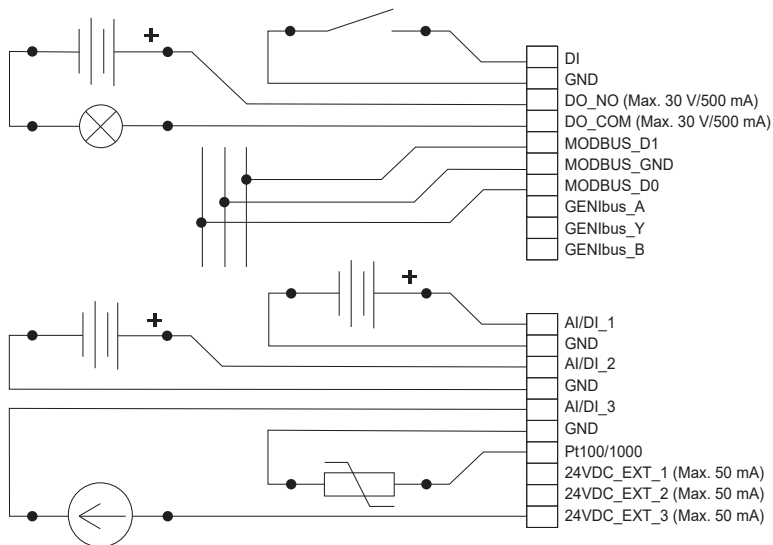 +
DI
GND
DO_NO (Max. 30 V/500 mA)
DO_COM (Max. 30 V/500 mA)
MODBUS_D1
MODBUS_GND
MODBUS_D0
GENIbus_A
GENIbus_Y
GENIbus_B
+
+
AI/DI_1
GND
AI/DI_2
GND
AI/DI_3
GND
Pt100/1000
24VDC_EXT_1 (Max. 50 mA)
24VDC_EXT_2 (Max. 50 mA)
24VDC_EXT_3 (Max. 50 mA)